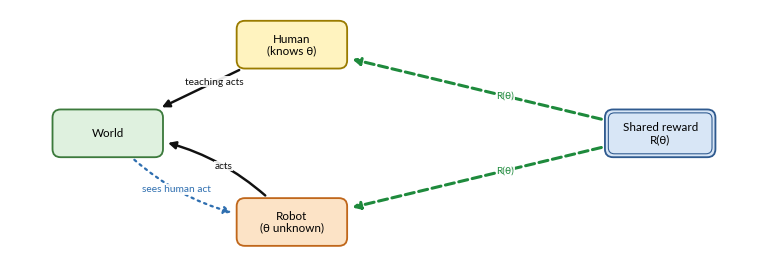 Human
(knows θ)
teaching acts
R(θ)
World
Shared reward
R(θ)
acts
R(θ)
sees human act
Robot
(θ unknown)